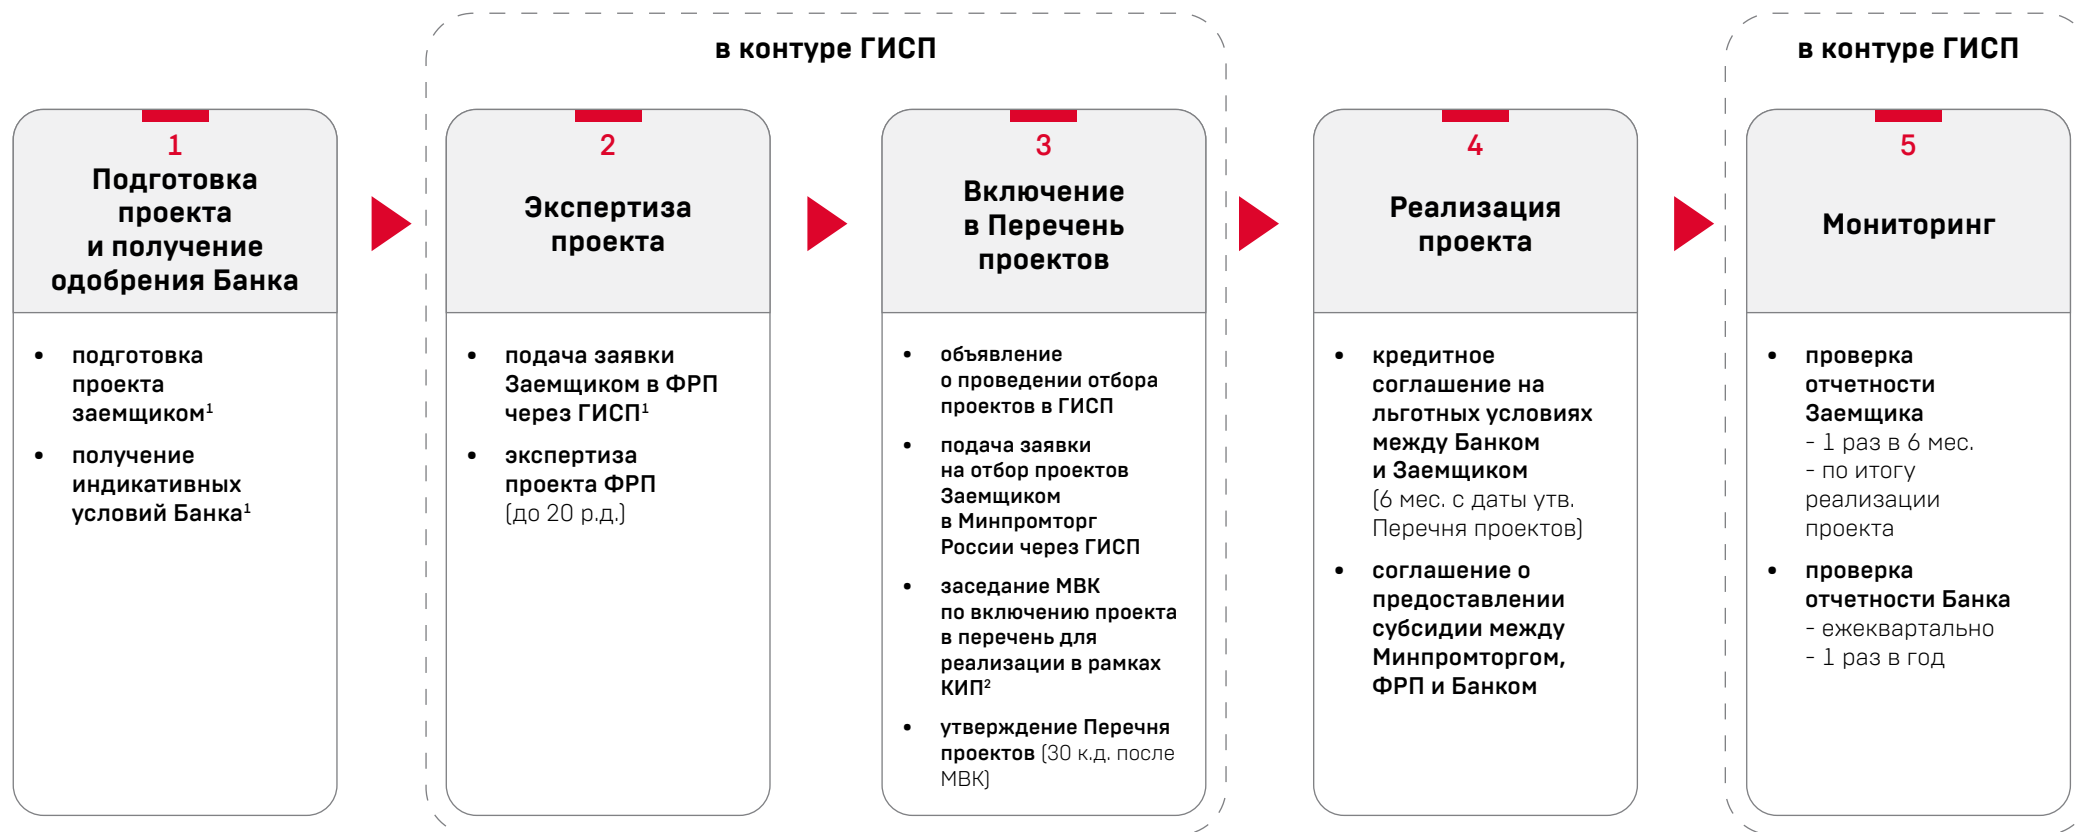 в контуре ГИСП
в контуре ГИСП
1
Подготовка
проекта
и получение
одобрения Банка
• подготовка
проекта
заемщиком¹
• получение
индикативных
условий Банка¹
2
Экспертиза
проекта
• подача заявки
Заемщиком в ФРП
через ГИСП¹
• экспертиза
проекта ФРП
(до 20 р.д.)
3
Включение
в Перечень
проектов
• объявление
о проведении отбора
проектов в ГИСП
• подача заявки
на отбор проектов
Заемщиком
в Минпромторг
России через ГИСП
• заседание МВК
по включению проекта
в перечень для
реализации в рамках
КИП²
• утверждение Перечня
проектов (30 к.д. после
МВК)
4
Реализация
проекта
• кредитное
соглашение на
льготных условиях
между Банком
и Заемщиком
(6 мес. с даты утв.
Перечня проектов)
• соглашение о
предоставлении
субсидии между
Минпромторгом,
ФРП и Банком
5
Мониторинг
• проверка
отчетности
Заемщика
- 1 раз в 6 мес.
- по итогу
реализации
проекта
• проверка
отчетности Банка
- ежеквартально
- 1 раз в год